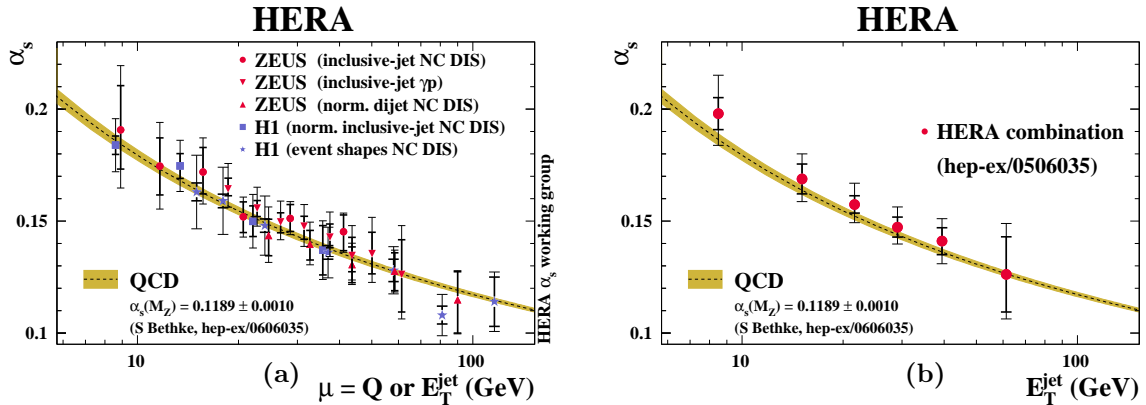 HERA
α_s
0.2
0.15
0.1
ZEUS (inclusive-jet NC DIS)
ZEUS (inclusive-jet γp)
ZEUS (norm. dijet NC DIS)
H1 (norm. inclusive-jet NC DIS)
H1 (event shapes NC DIS)
QCD
α_s(M_Z) = 0.1189 ± 0.0010
(S Bethke, hep-ex/0606035)
HERA α_s working group
10
100
(a)
μ = Q or E_T^jet (GeV)
HERA
α_s
0.2
0.15
0.1
HERA combination
(hep-ex/0506035)
QCD
α_s(M_Z) = 0.1189 ± 0.0010
(S Bethke, hep-ex/0606035)
10
100
(b)
E_T^jet (GeV)